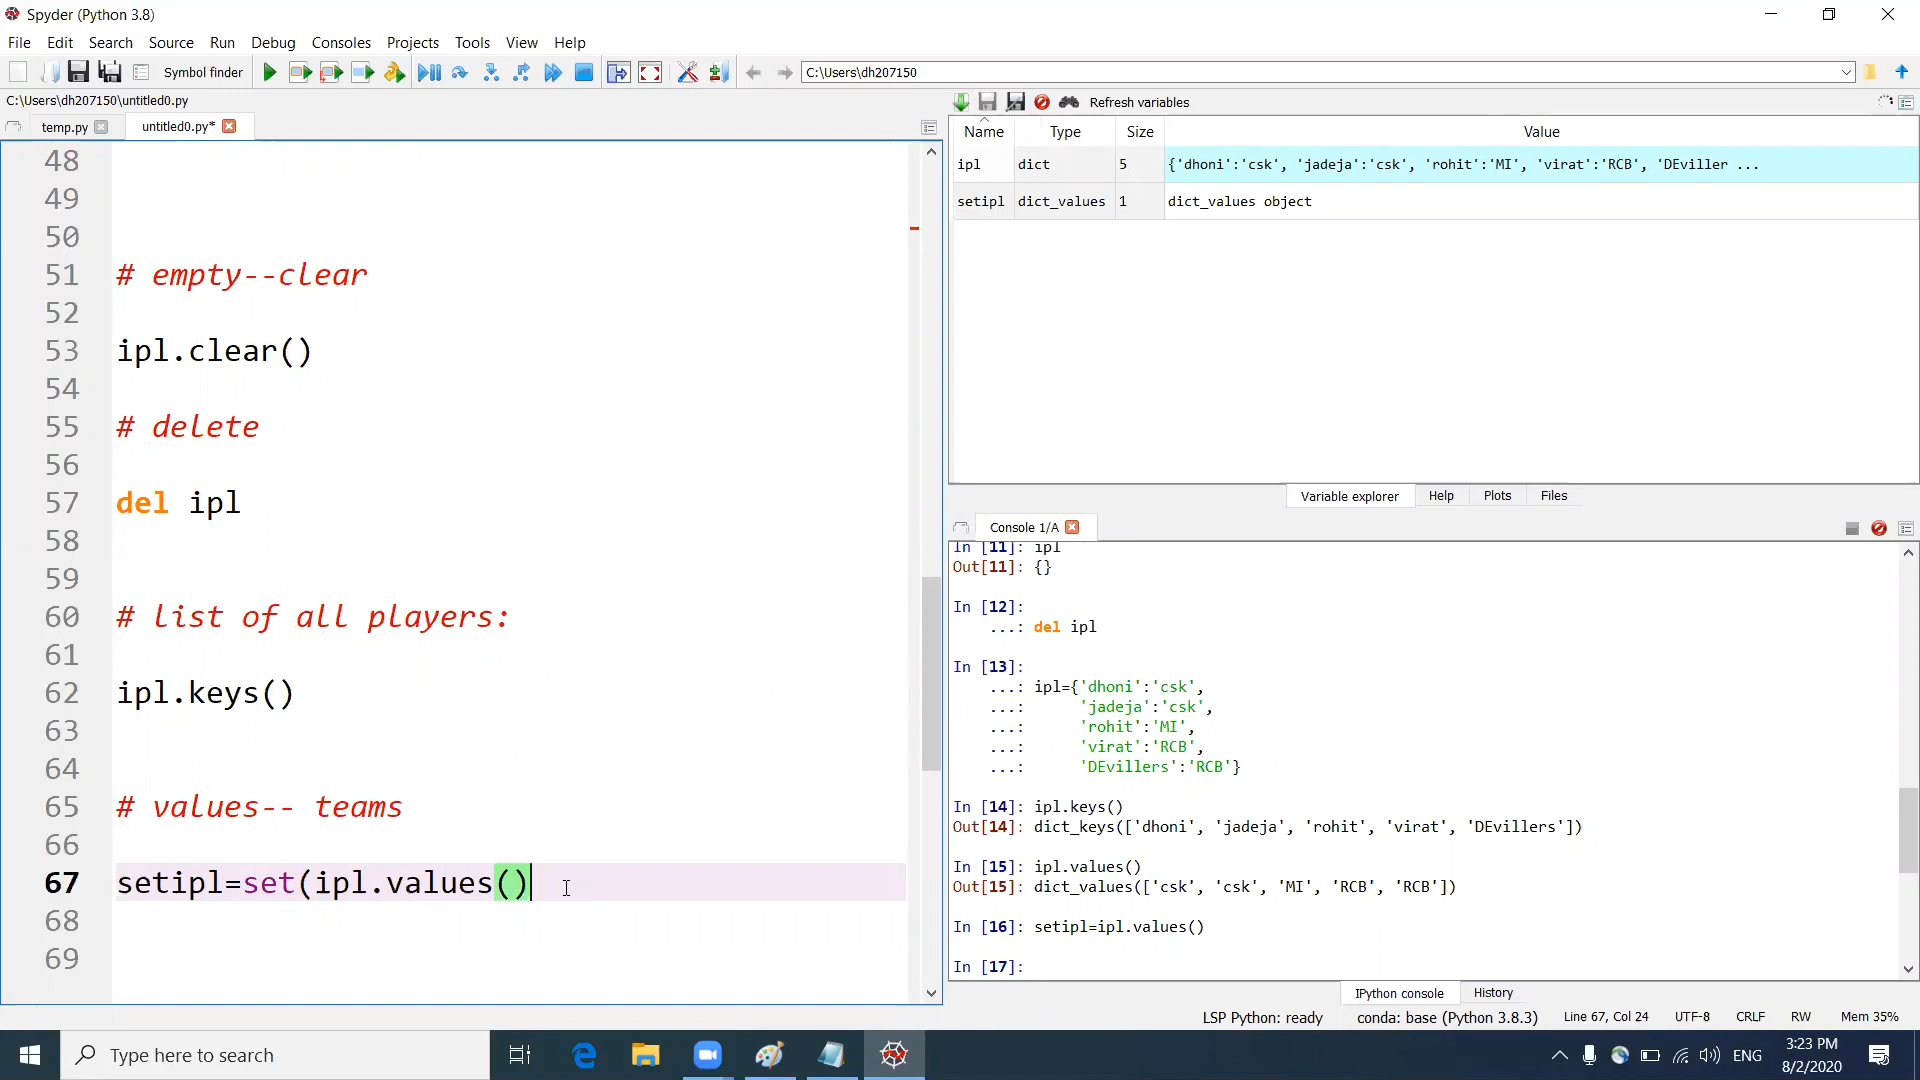 Spyder (Python 3.8)
File Edit Search Source Run Debug Consoles Projects Tools View Help
Symbol finder
C:\Users\dh207150
C:\Users\dh207150\untitled0.py
temp.py
untitled0.py*
48
49
50
51 # empty--clear
52
53 ipl.clear()
54
55 # delete
56
57 del ipl
58
59
60 # list of all players:
61
62 ipl.keys()
63
64
65 # values-- teams
66
67 setipl=set(ipl.values()
68
69
Refresh variables
Name Type Size Value
ipl dict 5 {'dhoni':'csk', 'jadeja':'csk', 'rohit':'MI', 'virat':'RCB', 'DEviller ...
setipl dict_values 1 dict_values object
Variable explorer Help Plots Files
Console 1/A
In [11]: ipl
Out[11]: {}
In [12]:
...: del ipl
In [13]:
...: ipl={'dhoni':'csk',
...: 'jadeja':'csk',
...: 'rohit':'MI',
...: 'virat':'RCB',
...: 'DEvillers':'RCB'}
In [14]: ipl.keys()
Out[14]: dict_keys(['dhoni', 'jadeja', 'rohit', 'virat', 'DEvillers'])
In [15]: ipl.values()
Out[15]: dict_values(['csk', 'csk', 'MI', 'RCB', 'RCB'])
In [16]: setipl=ipl.values()
In [17]:
IPython console History
LSP Python: ready conda: base (Python 3.8.3) Line 67, Col 24 UTF-8 CRLF RW Mem 35%
Type here to search
ENG
3:23 PM
8/2/2020